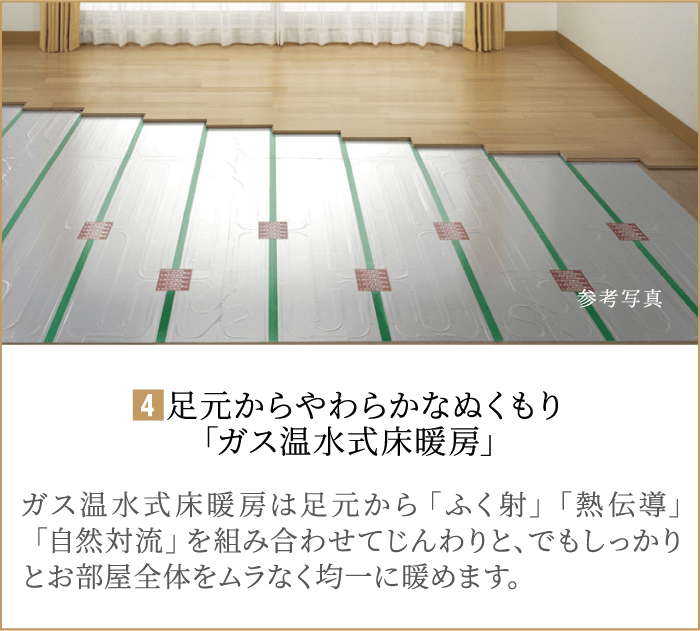 参考写真
4 足元からやわらかなぬくもり
「ガス温水式床暖房」
ガス温水式床暖房は足元から「ふく射」「熱伝導」
「自然対流」を組み合わせてじんわりと、でもしっかり
とお部屋全体をムラなく均一に暖めます。